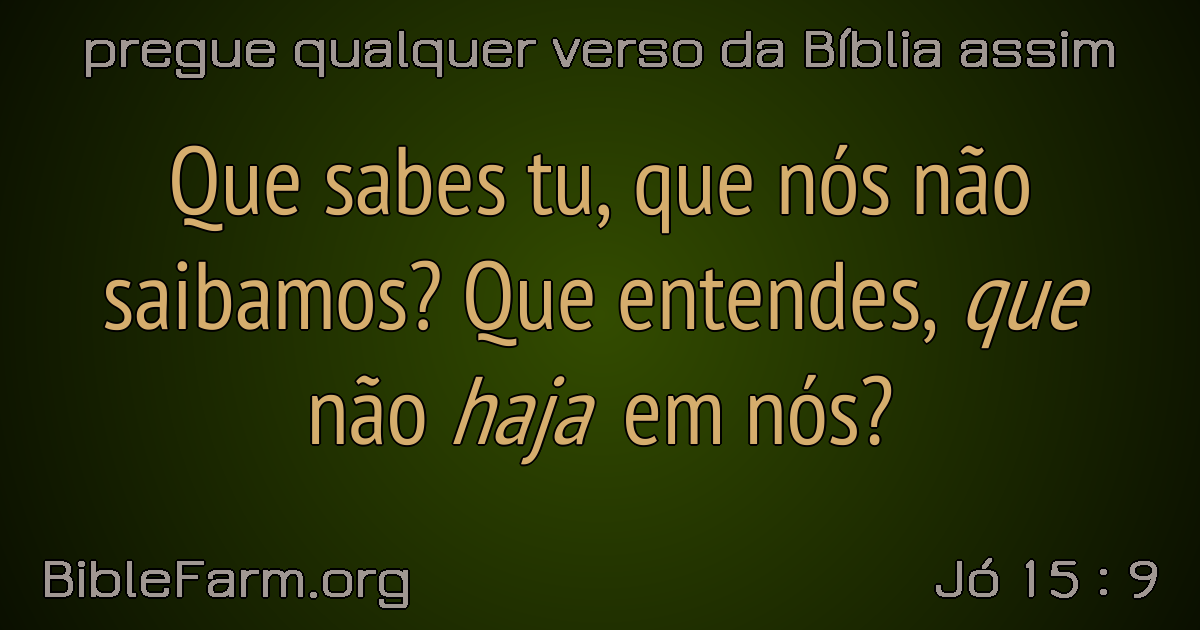 pregue qualquer verso da Bíblia assim
Que sabes tu, que nós não
saibamos? Que entendes, que
não haja em nós?
BibleFarm.org
Jó 15 : 9